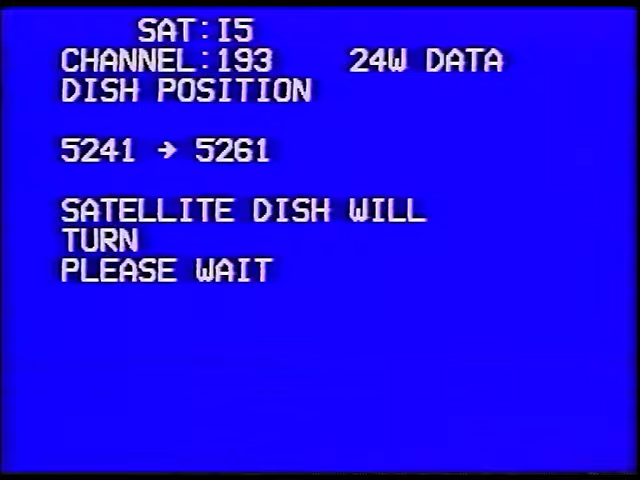 SAT:I5
CHANNEL:193 24W DATA
DISH POSITION
5241 → 5261
SATELLITE DISH WILL
TURN
PLEASE WAIT